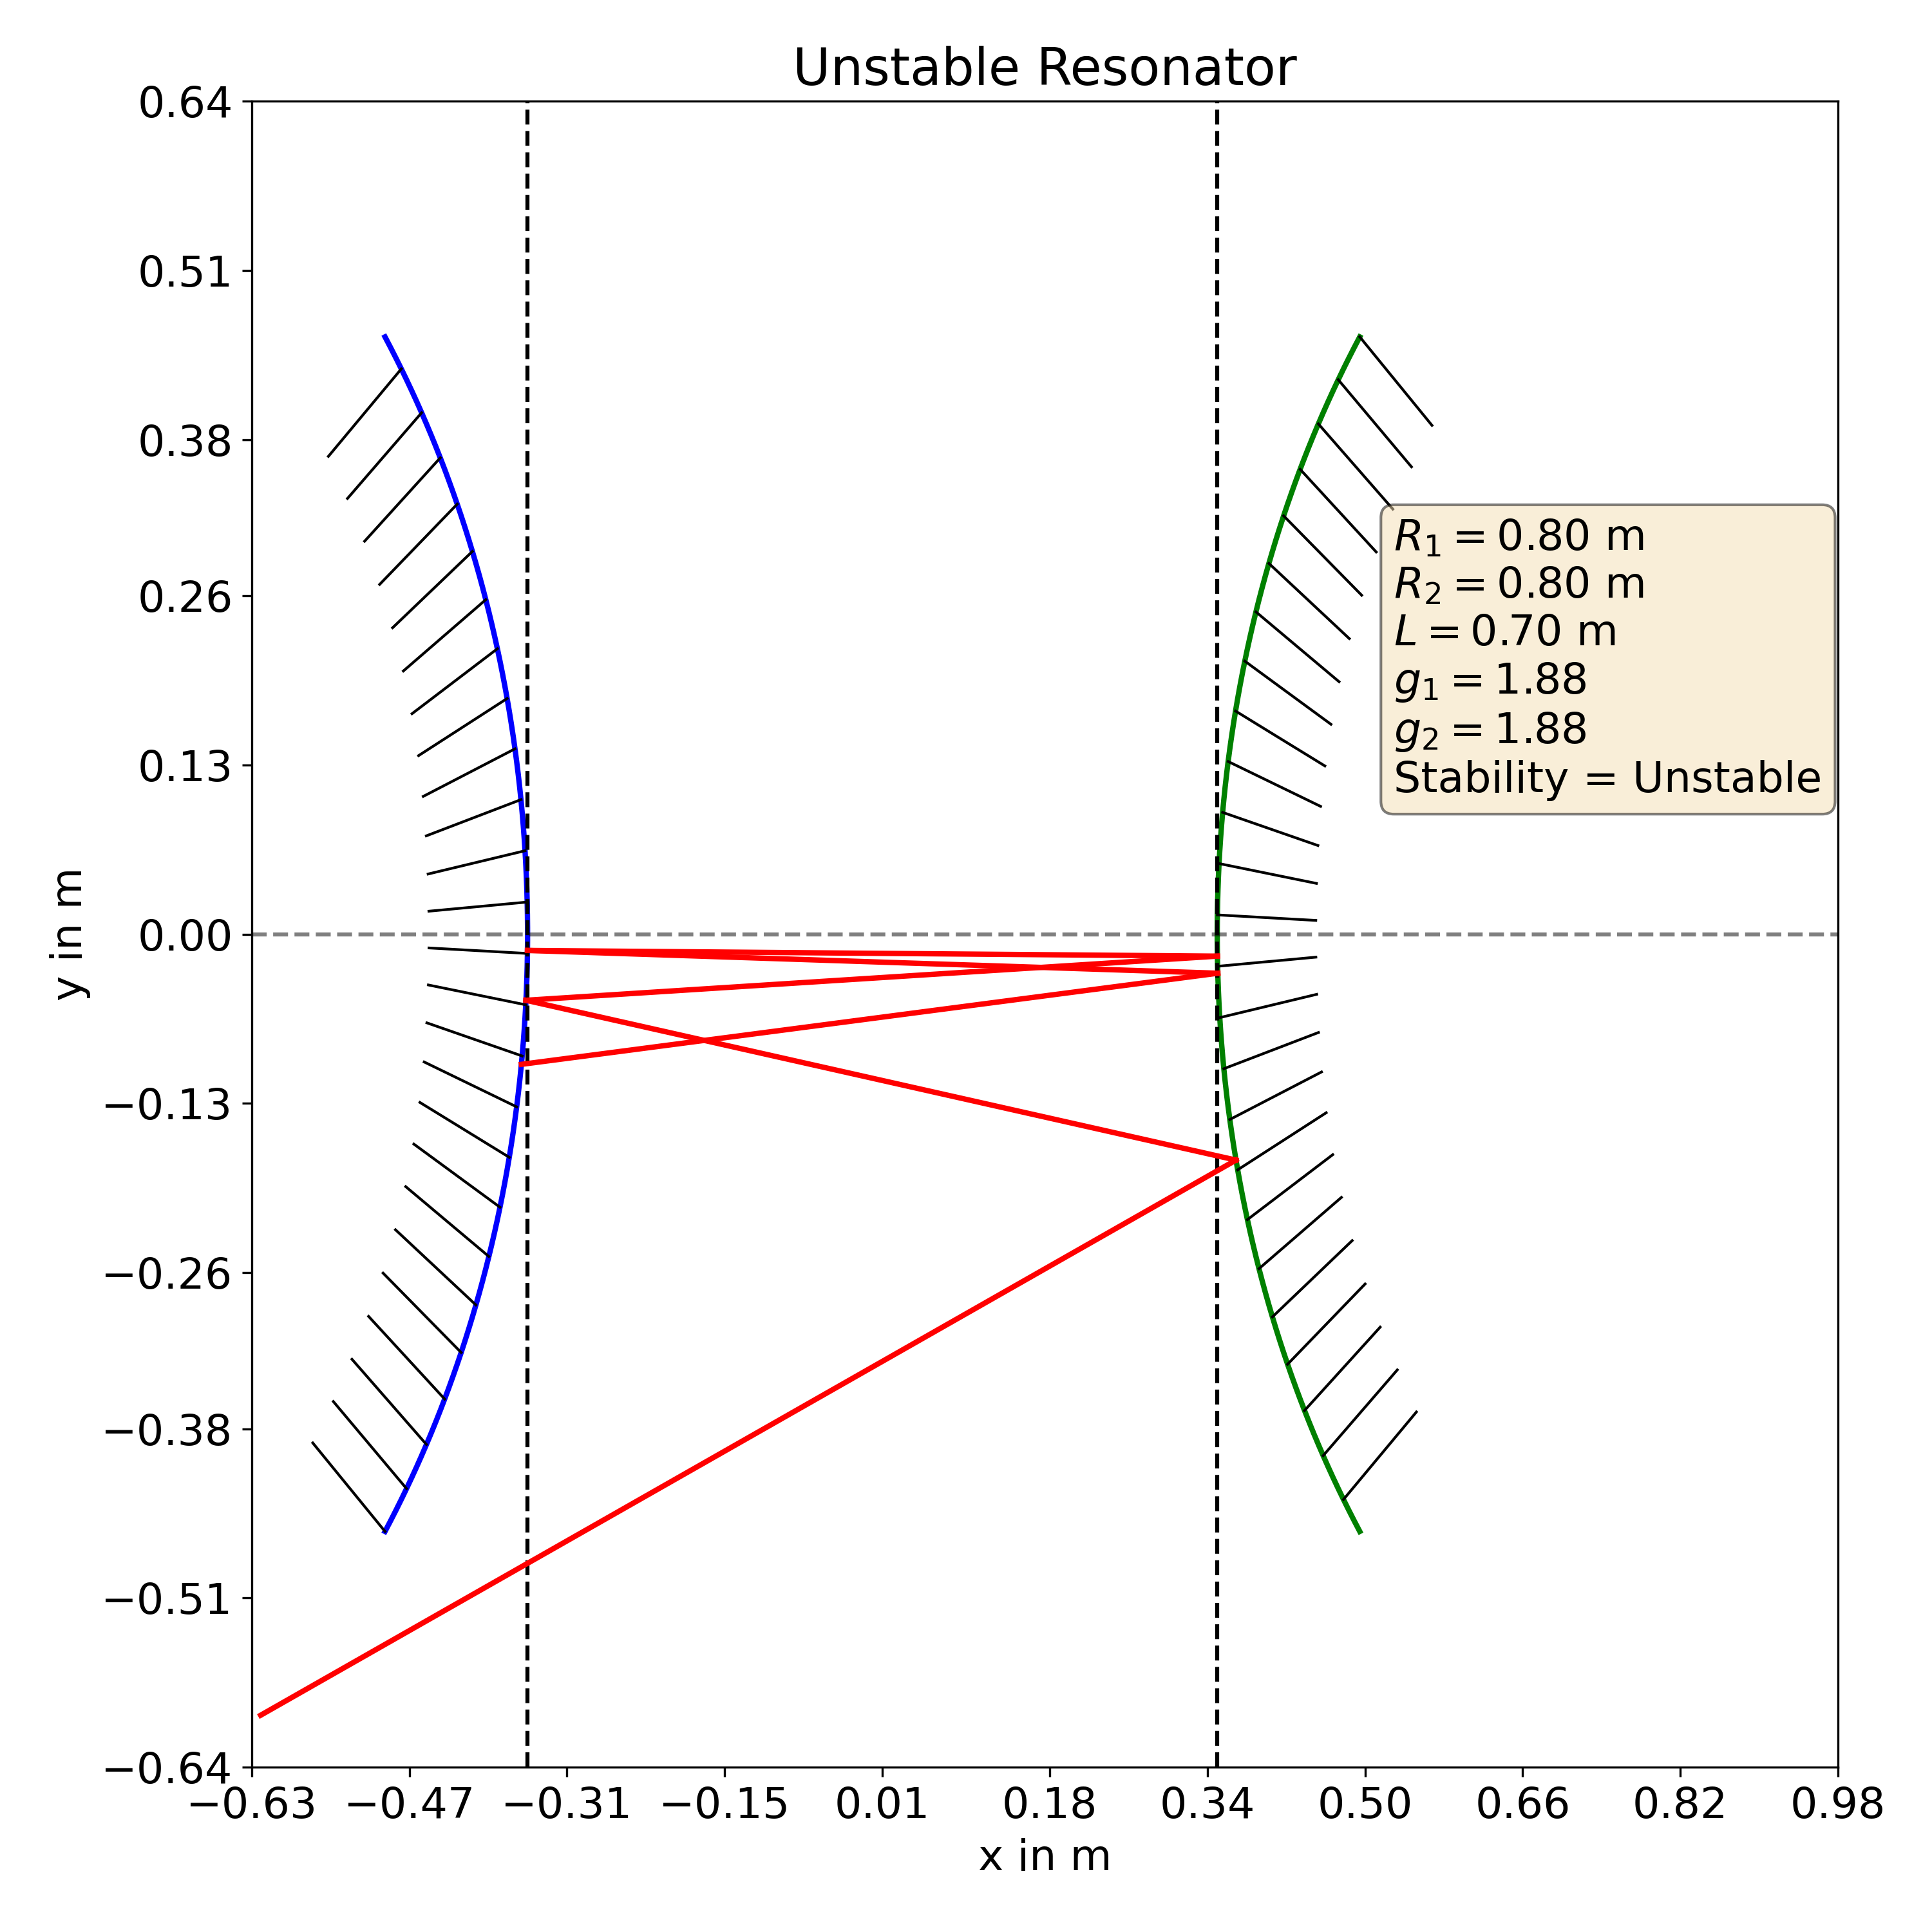 Unstable Resonator
0.64
0.51
0.38
0.26
0.13
0.00
−0.13
−0.26
−0.38
−0.51
−0.64
y in m
R₁ = 0.80 m
R₂ = 0.80 m
L = 0.70 m
g₁ = 1.88
g₂ = 1.88
Stability = Unstable
−0.63 −0.47 −0.31 −0.15 0.01 0.18 0.34 0.50 0.66 0.82 0.98
x in m